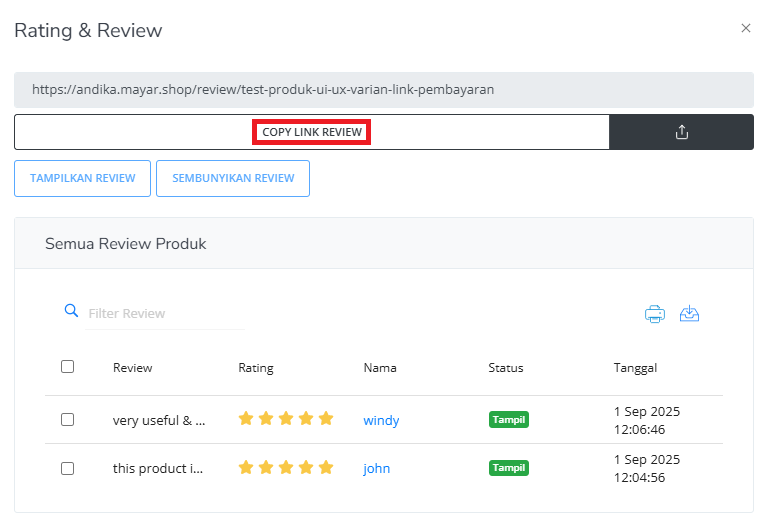 Rating & Review
https://andika.mayar.shop/review/test-produk-ui-ux-varian-link-pembayaran
COPY LINK REVIEW
TAMPILKAN REVIEW SEMBUNYIKAN REVIEW
Semua Review Produk
Filter Review
Review Rating Nama Status Tanggal
very useful & ... windy Tampil 1 Sep 2025
12:06:46
this product i... john Tampil 1 Sep 2025
12:04:56